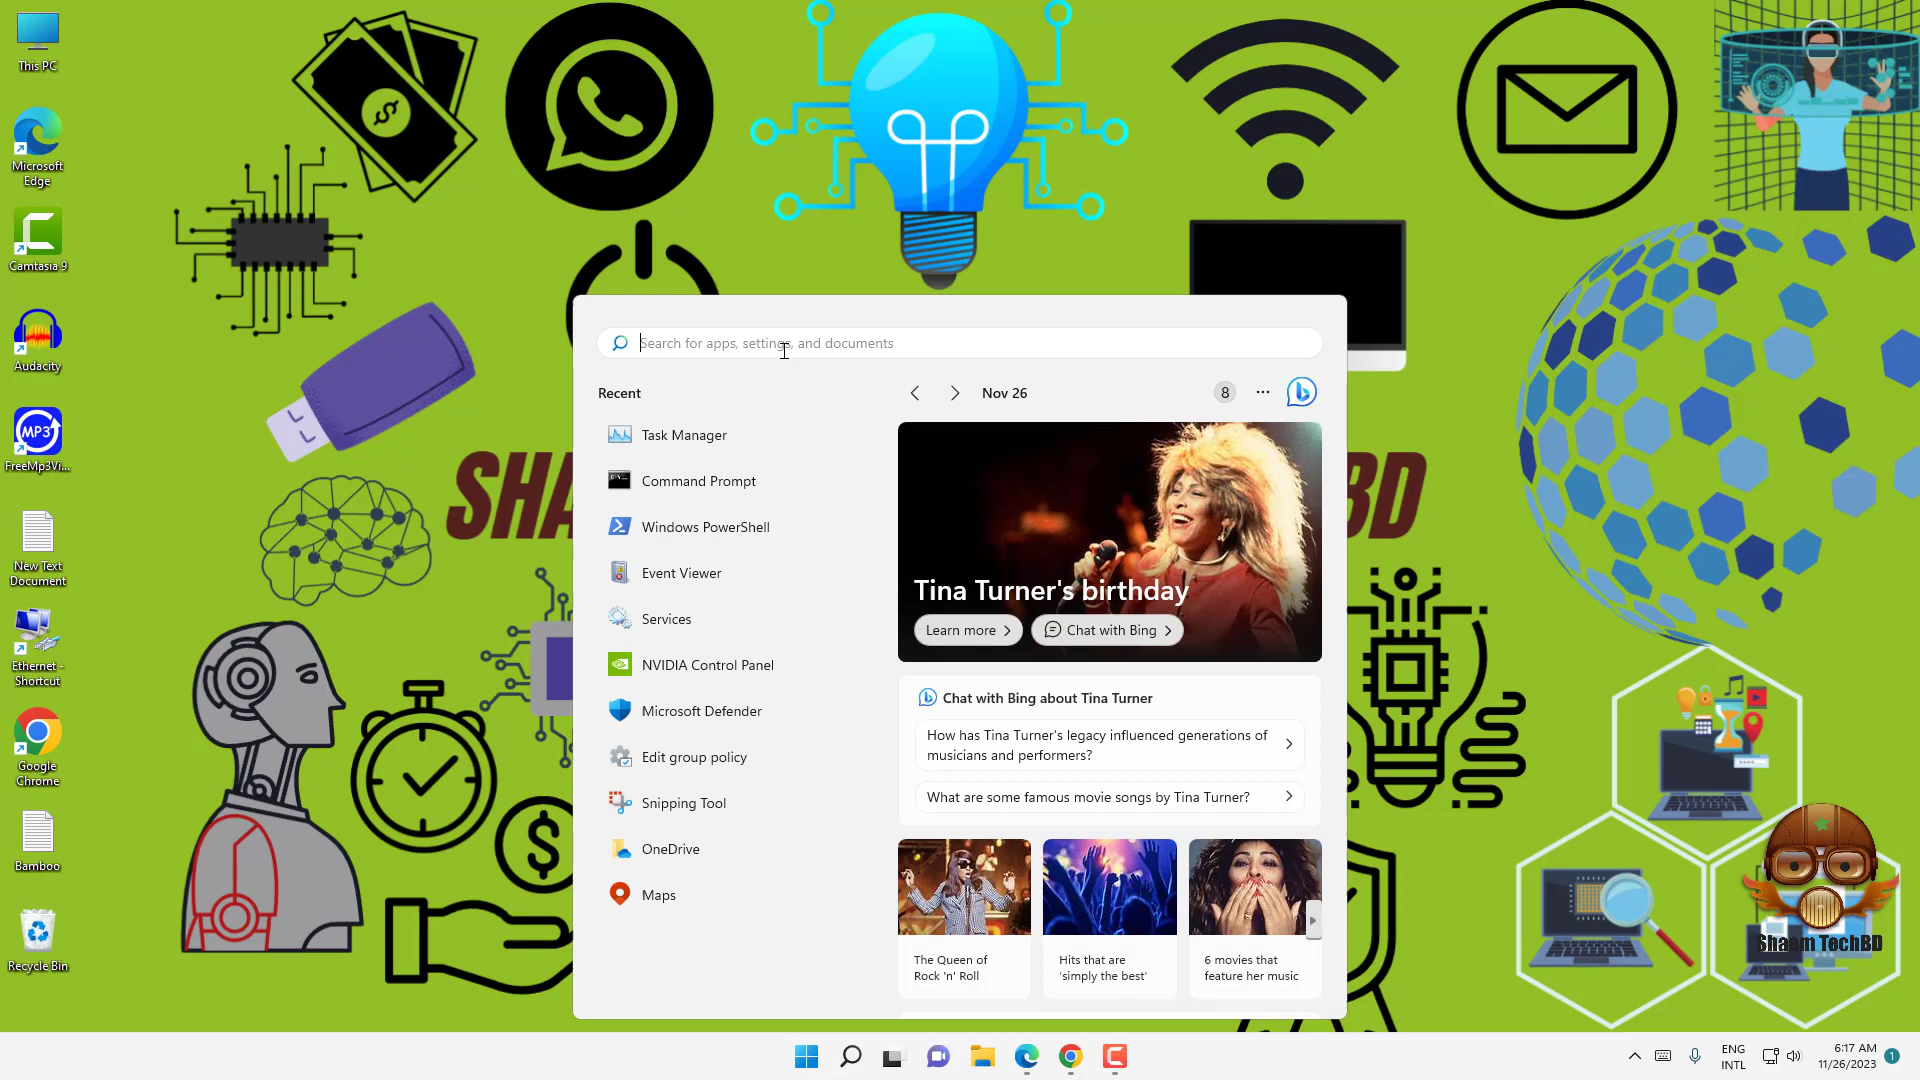 This PC
Microsoft
Edge
Camtasia 9
Audacity
MP3
FreeMp3Vi...
New Text
Document
Ethernet -
Shortcut
Google
Chrome
Bamboo
Recycle Bin
Search for apps, settings, and documents
Recent
Task Manager
Command Prompt
Windows PowerShell
Event Viewer
Services
NVIDIA Control Panel
Microsoft Defender
Edit group policy
Snipping Tool
OneDrive
Maps
Nov 26
8
Tina Turner's birthday
Learn more
Chat with Bing
Chat with Bing about Tina Turner
How has Tina Turner's legacy influenced generations of
musicians and performers?
What are some famous movie songs by Tina Turner?
The Queen of
Rock 'n' Roll
Hits that are
'simply the best'
6 movies that
feature her music
SHA
BD
Shaem TechBD
ENG
INTL
6:17 AM
11/26/2023
1